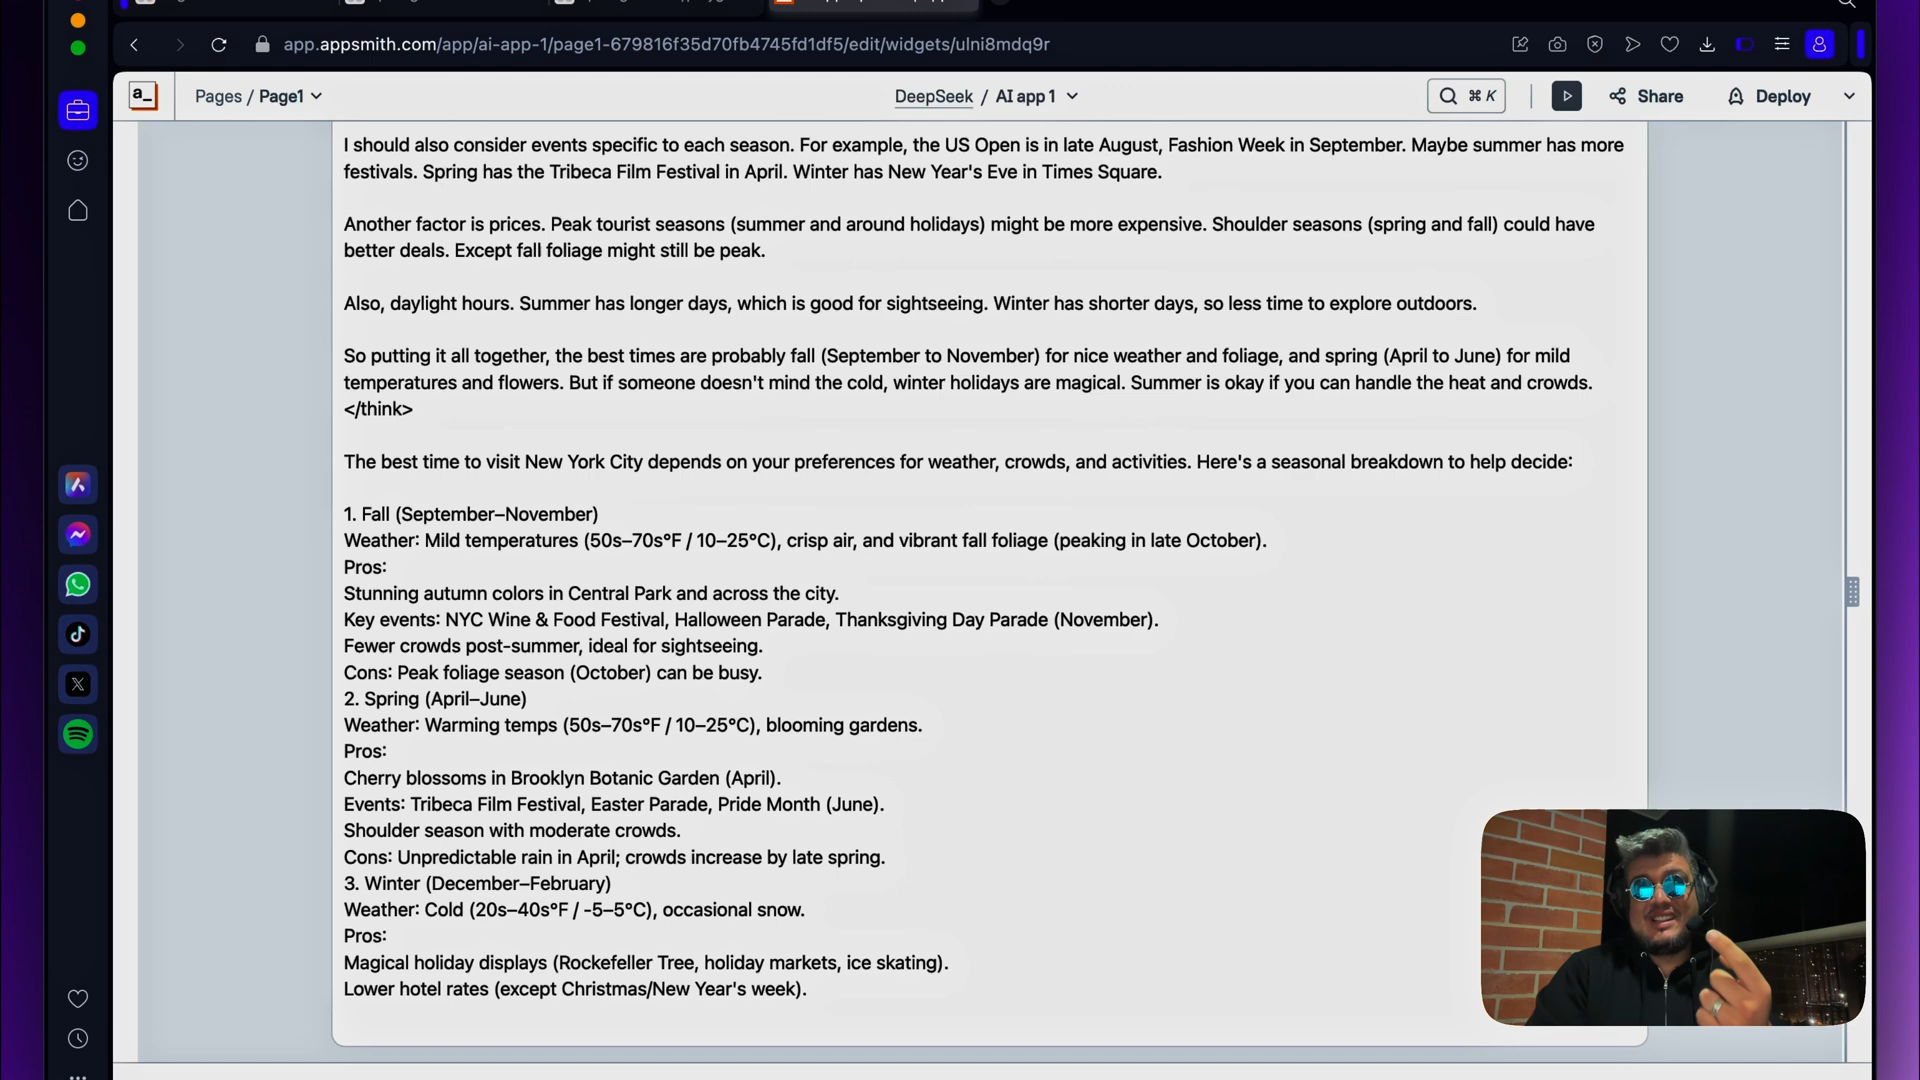 app.appsmith.com/app/ai-app-1/page1-679816f35d70fb4745fd1df5/edit/widgets/ulni8mdq9r
a_
Pages / Page1
DeepSeek / AI app 1
⌘ K
Share
Deploy
I should also consider events specific to each season. For example, the US Open is in late August, Fashion Week in September. Maybe summer has more
festivals. Spring has the Tribeca Film Festival in April. Winter has New Year's Eve in Times Square.
Another factor is prices. Peak tourist seasons (summer and around holidays) might be more expensive. Shoulder seasons (spring and fall) could have
better deals. Except fall foliage might still be peak.
Also, daylight hours. Summer has longer days, which is good for sightseeing. Winter has shorter days, so less time to explore outdoors.
So putting it all together, the best times are probably fall (September to November) for nice weather and foliage, and spring (April to June) for mild
temperatures and flowers. But if someone doesn't mind the cold, winter holidays are magical. Summer is okay if you can handle the heat and crowds.
&lt;/think&gt;
The best time to visit New York City depends on your preferences for weather, crowds, and activities. Here's a seasonal breakdown to help decide:
1. Fall (September–November)
Weather: Mild temperatures (50s–70s°F / 10–25°C), crisp air, and vibrant fall foliage (peaking in late October).
Pros:
Stunning autumn colors in Central Park and across the city.
Key events: NYC Wine & Food Festival, Halloween Parade, Thanksgiving Day Parade (November).
Fewer crowds post-summer, ideal for sightseeing.
Cons: Peak foliage season (October) can be busy.
2. Spring (April–June)
Weather: Warming temps (50s–70s°F / 10–25°C), blooming gardens.
Pros:
Cherry blossoms in Brooklyn Botanic Garden (April).
Events: Tribeca Film Festival, Easter Parade, Pride Month (June).
Shoulder season with moderate crowds.
Cons: Unpredictable rain in April; crowds increase by late spring.
3. Winter (December–February)
Weather: Cold (20s–40s°F / -5–5°C), occasional snow.
Pros:
Magical holiday displays (Rockefeller Tree, holiday markets, ice skating).
Lower hotel rates (except Christmas/New Year's week).